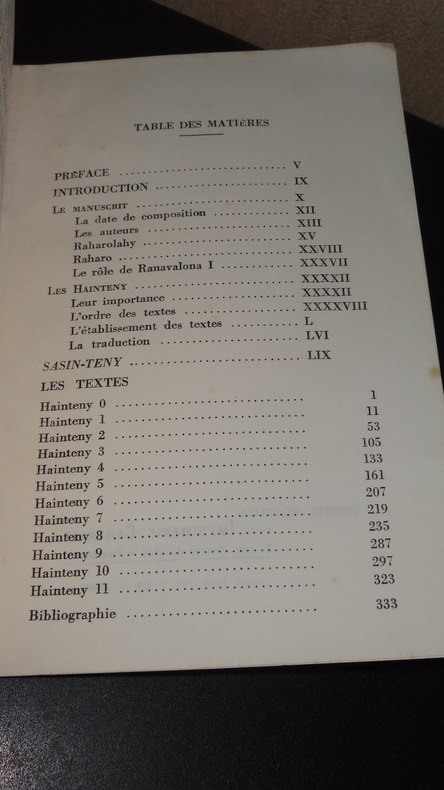 TABLE DES MATIÈRES
PRÉFACE .............................. V
INTRODUCTION ........................ IX
LE MANUSCRIT ........................ X
La date de composition .............. XII
Les auteurs ......................... XIII
Raharolahy .......................... XV
Raharo .............................. XXVIII
Le rôle de Ranavalona I ............. XXXVII
LES HAINTENY ........................ XXXXII
Leur importance ..................... XXXXII
L'ordre des textes .................. XXXXVIII
L'établissement des textes .......... L
La traduction ....................... LVI
SASIN-TENY .......................... LIX
LES TEXTES
Hainteny 0 .......................... 1
Hainteny 1 .......................... 11
Hainteny 2 .......................... 53
Hainteny 3 .......................... 105
Hainteny 4 .......................... 133
Hainteny 5 .......................... 161
Hainteny 6 .......................... 207
Hainteny 7 .......................... 219
Hainteny 8 .......................... 235
Hainteny 9 .......................... 287
Hainteny 10 ......................... 297
Hainteny 11 ......................... 323
Bibliographie ....................... 333